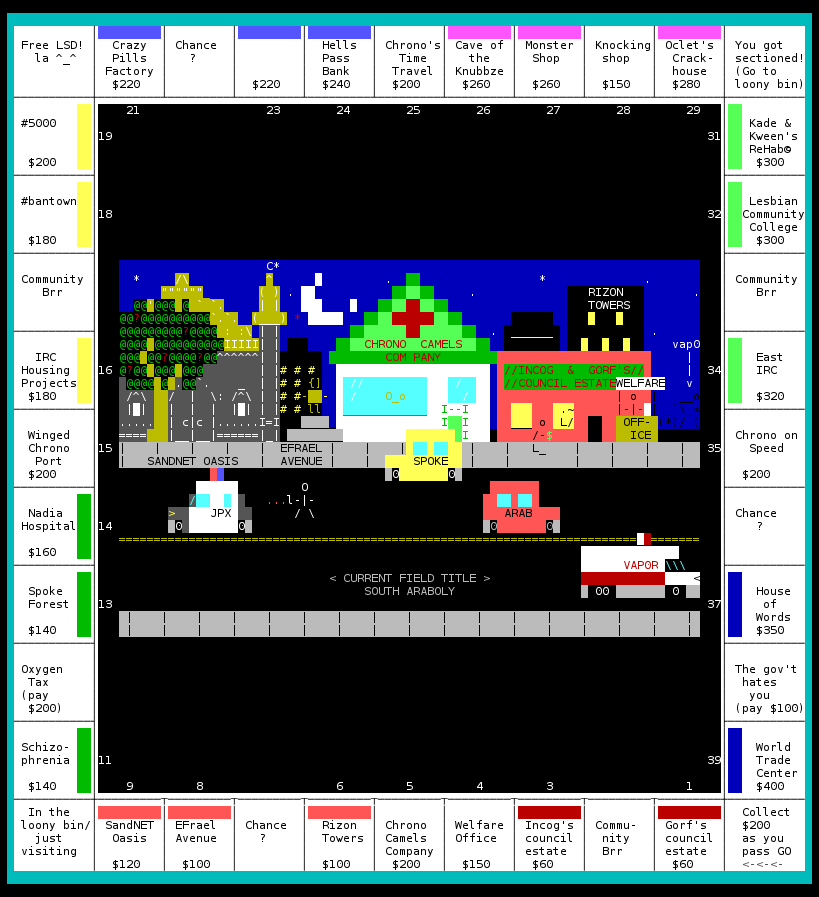 Free LSD!
la ^_^
Crazy
Pills
Factory
$220
Chance
?
$220
Hells
Pass
Bank
$240
Chrono's
Time
Travel
$200
Cave of
the
Knubbze
$260
Monster
Shop
$260
Knocking
shop
$150
Oclet's
Crack-
house
$280
You got
sectioned!
(Go to
loony bin)
21
23
24
25
26
27
28
29
#5000
$200
19
31
Kade &
Kween's
ReHab©
$300
#bantown
$180
18
32
Lesbian
Community
College
$300
Community
Brr
Community
Brr
C*
RIZON
TOWERS
CHRONO CAMELS
COM PANY
vap0
IRC
Housing
Projects
$180
16
//INCOG & GORF'S//
//COUNCIL ESTATE
WELFARE
OFF-
ICE
34
East
IRC
$320
Winged
Chrono
Port
$200
15
SANDNET OASIS
EFRAEL
AVENUE
SPOKE
35
Chrono on
Speed
$200
Nadia
Hospital
$160
14
JPX
ARAB
Chance
?
Spoke
Forest
$140
13
VAPOR
< CURRENT FIELD TITLE >
SOUTH ARABOLY
37
House
of
Words
$350
Oxygen
Tax
(pay
$200)
The gov't
hates
you
(pay $100)
Schizo-
phrenia
$140
11
39
World
Trade
Center
$400
9
8
6
5
4
3
1
In the
loony bin/
just
visiting
SandNET
Oasis
$120
EFrael
Avenue
$100
Chance
?
Rizon
Towers
$100
Chrono
Camels
Company
$200
Welfare
Office
$150
Incog's
council
estate
$60
Commu-
nity
Brr
Gorf's
council
estate
$60
Collect
$200
as you
pass GO
<-<-<-